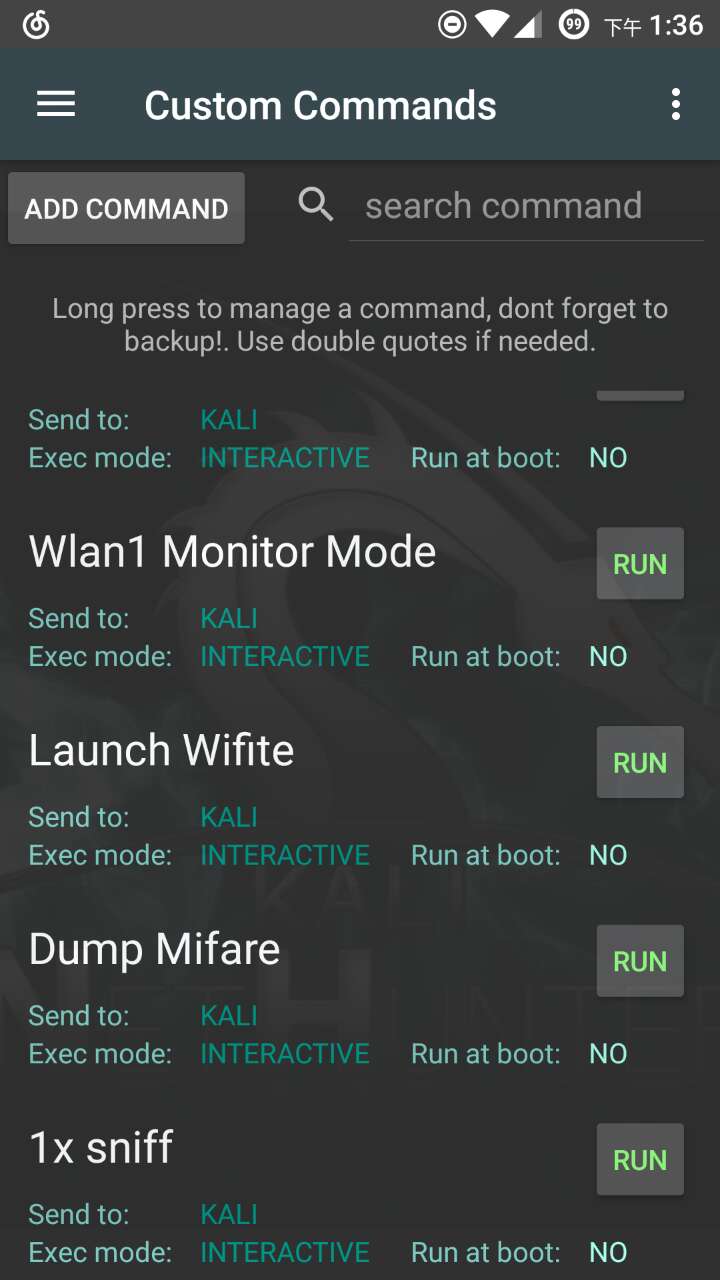 99 下午 1:36
Custom Commands
ADD COMMAND search command
Long press to manage a command, dont forget to
backup!. Use double quotes if needed.
Send to: KALI
Exec mode: INTERACTIVE Run at boot: NO
Wlan1 Monitor Mode RUN
Send to: KALI
Exec mode: INTERACTIVE Run at boot: NO
Launch Wifite RUN
Send to: KALI
Exec mode: INTERACTIVE Run at boot: NO
KALI
Dump Mifare RUN
NETHUNTER
Send to: KALI
Exec mode: INTERACTIVE Run at boot: NO
1x sniff RUN
Send to: KALI
Exec mode: INTERACTIVE Run at boot: NO